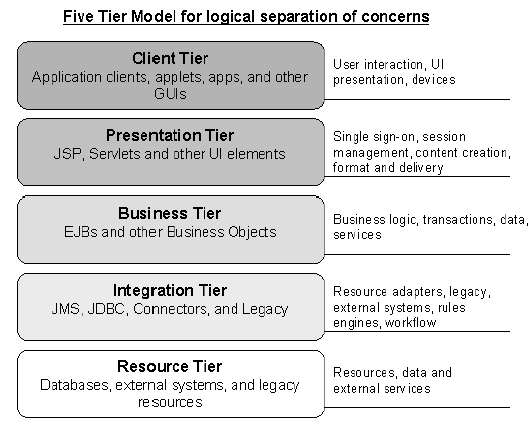 Five Tier Model for logical separation of concerns
Client Tier
Application clients, applets, apps, and other
GUIs
User interaction, UI
presentation, devices
Presentation Tier
JSP, Servlets and other UI elements
Single sign-on, session
management, content creation,
format and delivery
Business Tier
EJBs and other Business Objects
Business logic, transactions, data,
services
Integration Tier
JMS, JDBC, Connectors, and Legacy
Resource adapters, legacy,
external systems, rules
engines, workflow
Resource Tier
Databases, external systems, and legacy
resources
Resources, data and
external services